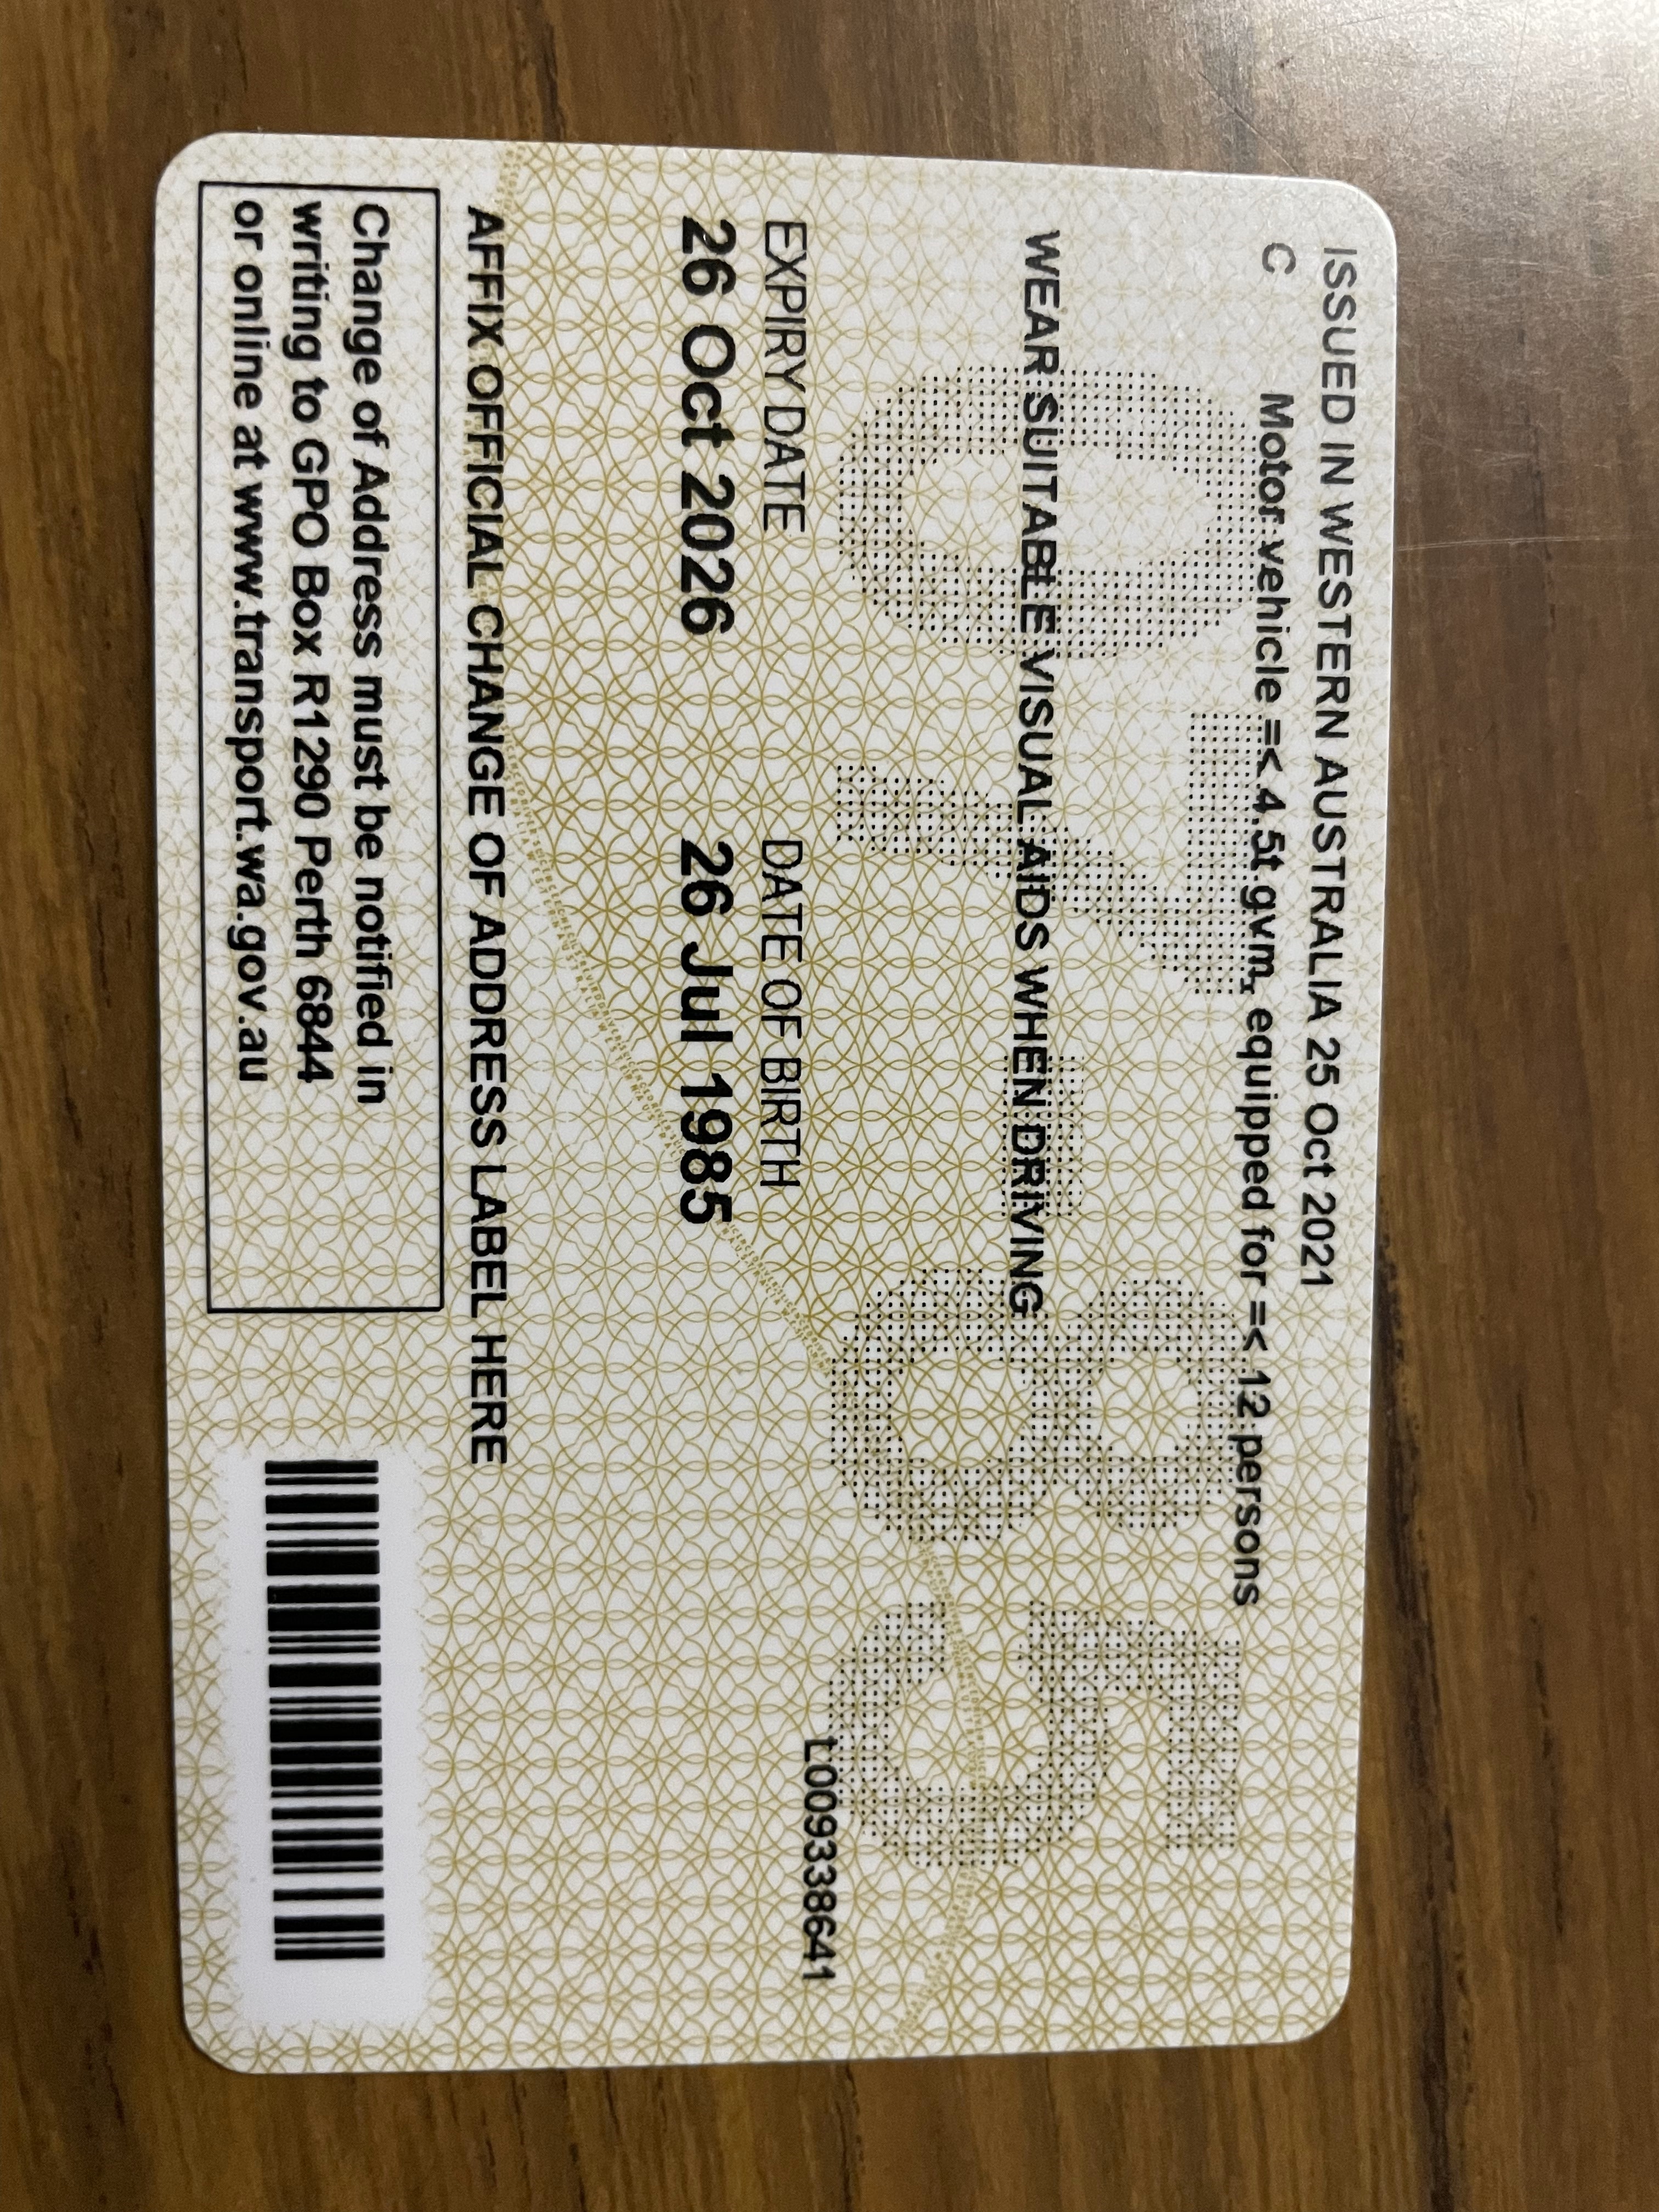 ISSUED IN WESTERN AUSTRALIA 25 Oct 2021
C Motor vehicle =< 4.5t gvm, equipped for =< 12 persons
WEAR SUITABLE VISUAL AIDS WHEN DRIVING
07-85
L009338641
EXPIRY DATE DATE OF BIRTH
26 Oct 2026 26 Jul 1985
AFFIX OFFICIAL CHANGE OF ADDRESS LABEL HERE
Change of Address must be notified in
writing to GPO Box R1290 Perth 6844
or online at www.transport.wa.gov.au